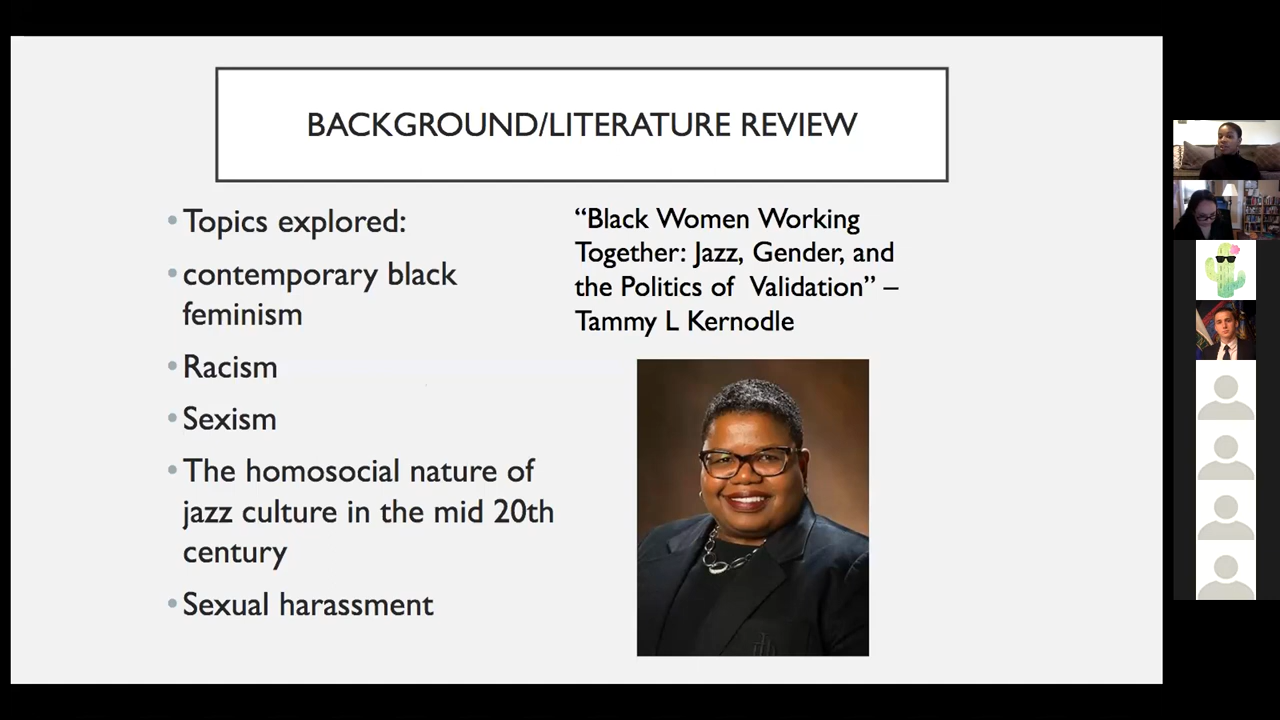 BACKGROUND/LITERATURE REVIEW
Topics explored:
contemporary black
feminism
Racism
Sexism
The homosocial nature of
jazz culture in the mid 20th
century
Sexual harassment
“Black Women Working
Together: Jazz, Gender, and
the Politics of Validation” –
Tammy L Kernodle